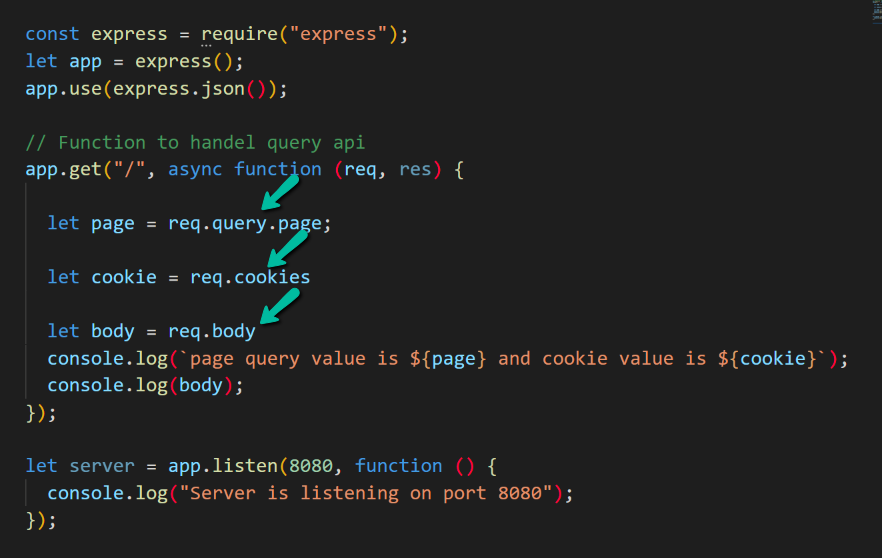 const express = require("express");
let app = express();
app.use(express.json());
// Function to handel query api
app.get("/", async function (req, res) {
let page = req.query.page;
let cookie = req.cookies
let body = req.body
console.log(`page query value is ${page} and cookie value is ${cookie}`);
console.log(body);
});
let server = app.listen(8080, function () {
console.log("Server is listening on port 8080");
});